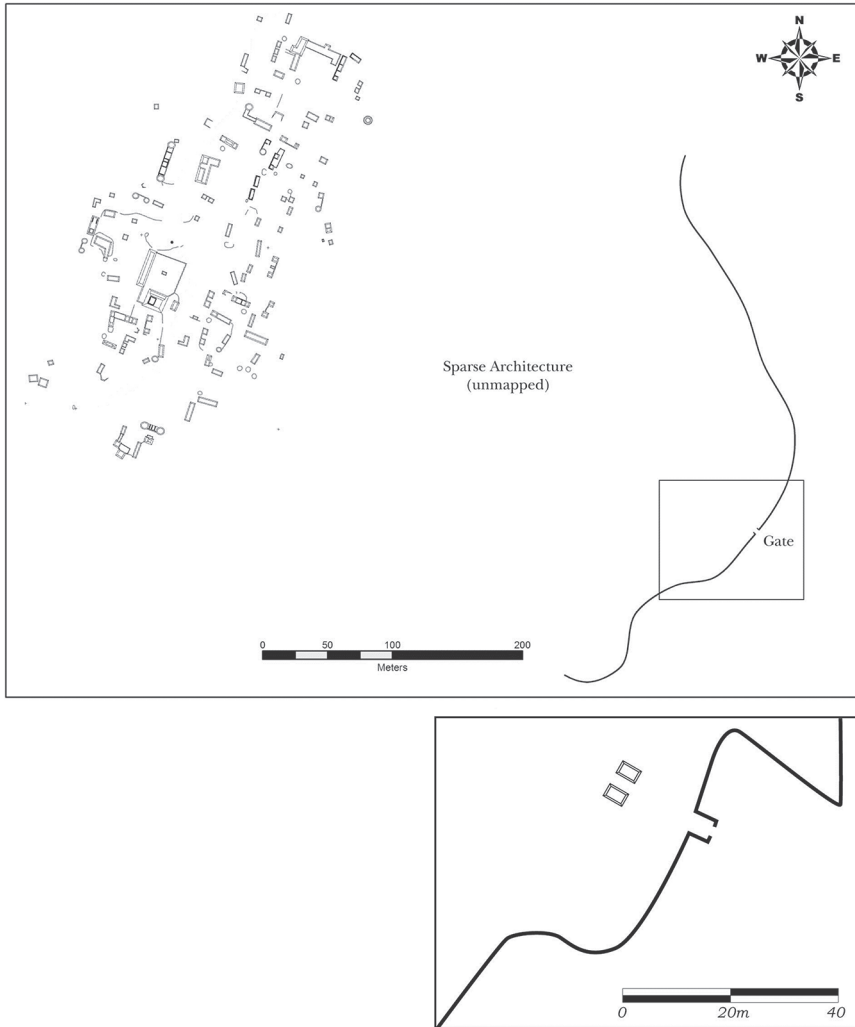 N
W E
S
Sparse Architecture
(unmapped)
Gate
0 50 100 200
Meters
0 20m 40